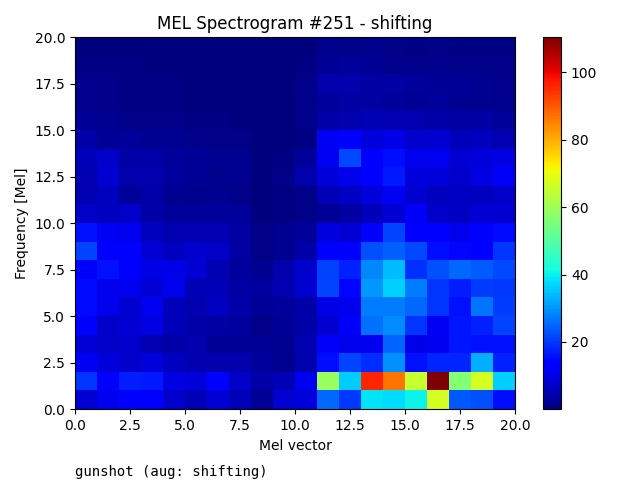 MEL Spectrogram #251 - shifting
20.0
17.5
15.0
12.5
10.0
7.5
5.0
2.5
0.0
Frequency [Mel]
0.0 2.5 5.0 7.5 10.0 12.5 15.0 17.5 20.0
Mel vector
100
80
60
40
20
gunshot (aug: shifting)